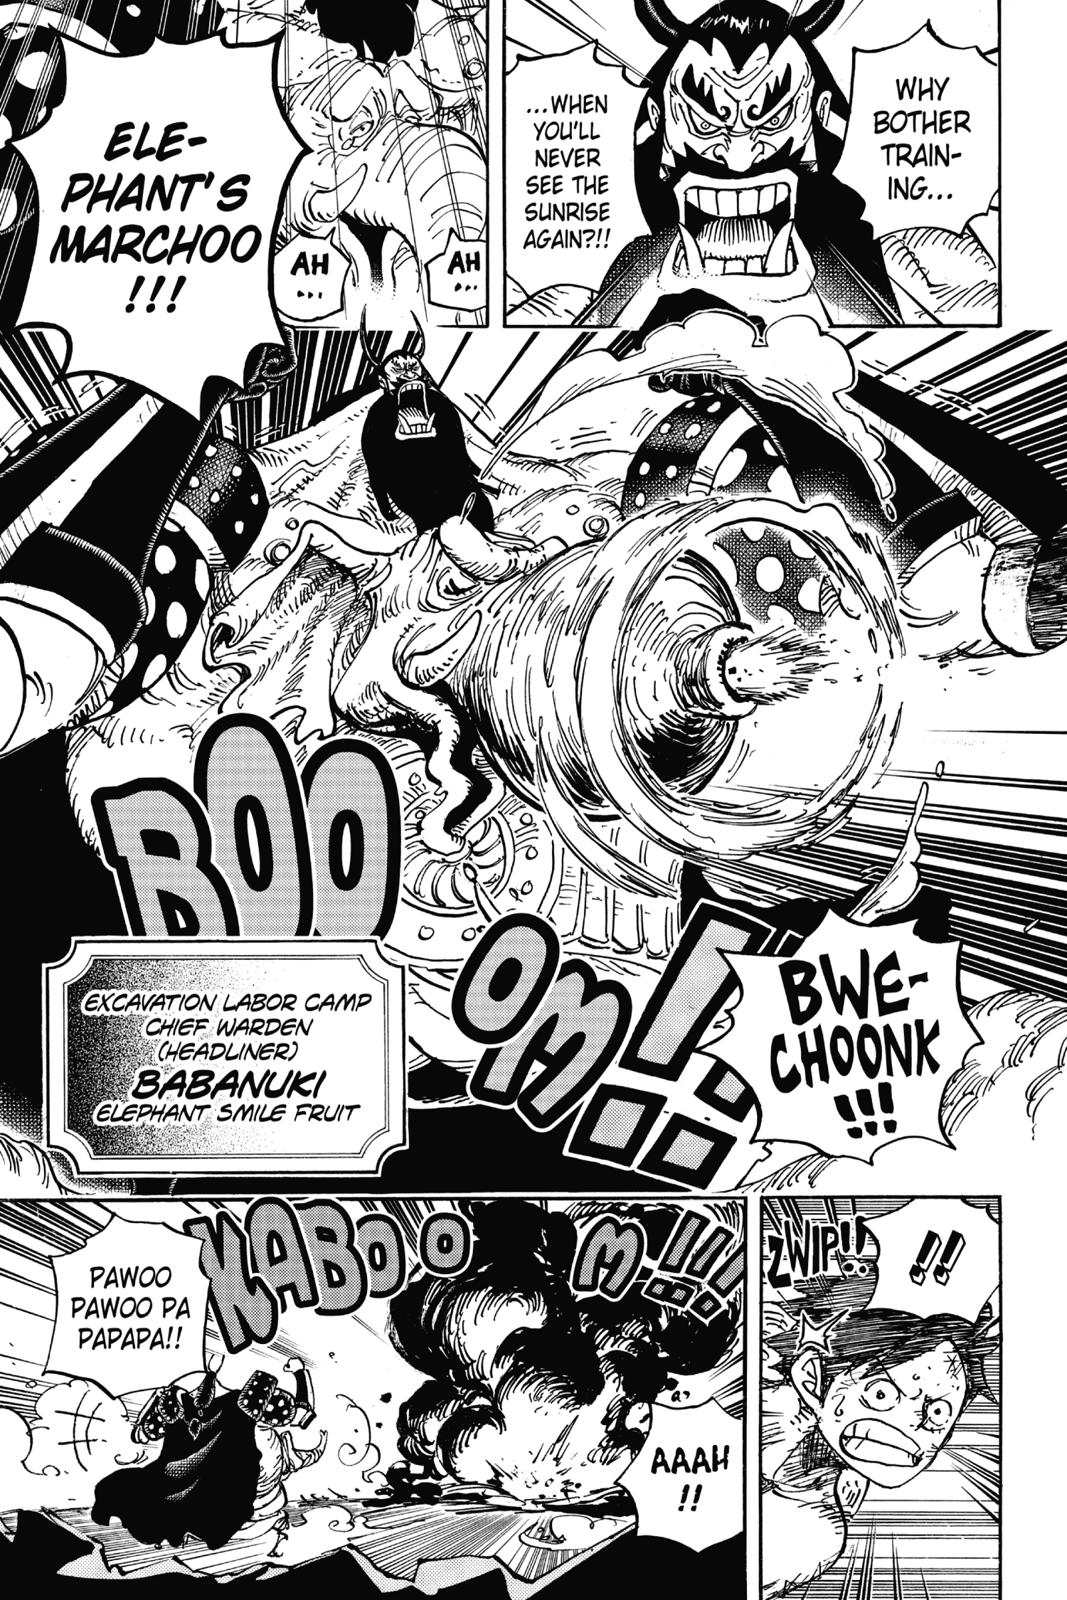 WHY
BOTHER
TRAIN-
ING...
...WHEN
YOU'LL
NEVER
SEE THE
SUNRISE
AGAIN?!!
AH
...
AH
...
ELE-
PHANT'S
MARCHOO
!!!
BWE-
CHOONK
!!!
BOO
OM!!
EXCAVATION LABOR CAMP
CHIEF WARDEN
(HEADLINER)
BABANUKI
ELEPHANT SMILE FRUIT
!!
ZWIP!!
KABOOOM!!!
PAWOO
PAWOO PA
PAPAPA!!
AAAH
!!